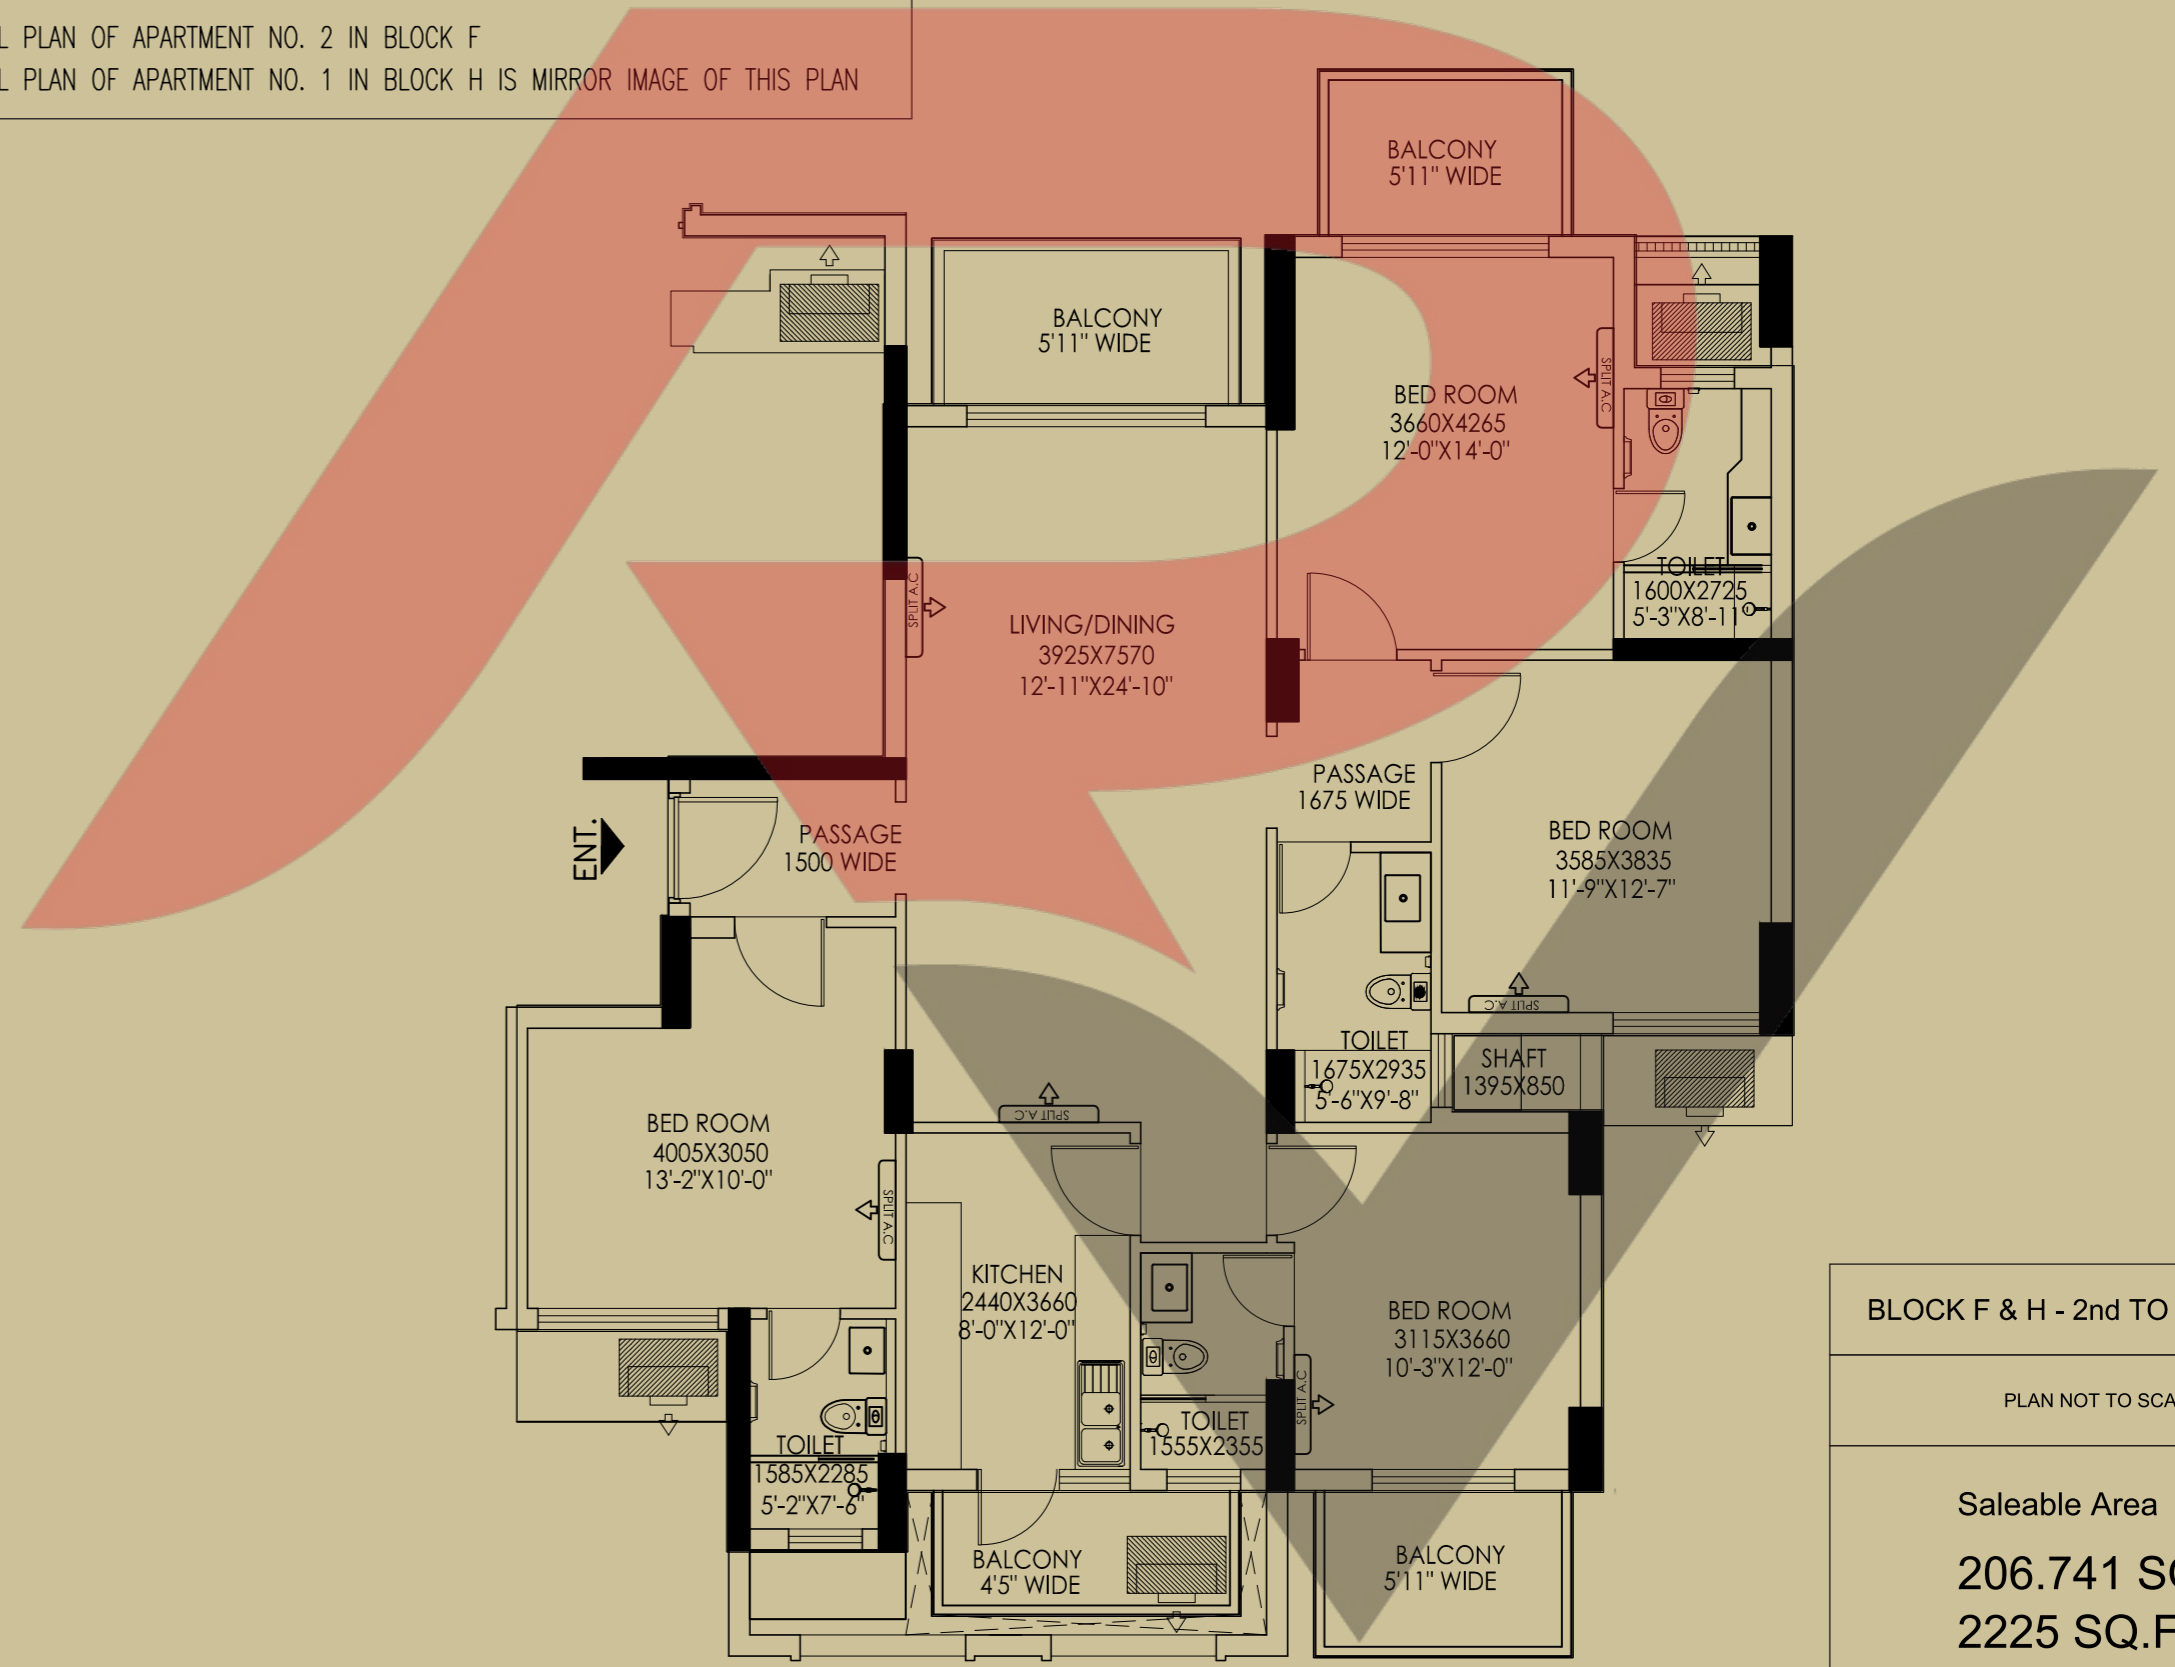 L PLAN OF APARTMENT NO. 2 IN BLOCK F
L PLAN OF APARTMENT NO. 1 IN BLOCK H IS MIRROR IMAGE OF THIS PLAN
BALCONY
5'11" WIDE
BALCONY
5'11" WIDE
BED ROOM
3660X4265
12'-0"X14'-0"
SPLIT A.C
TOILET
1600X2725
5'-3"X8'-11"
SPLIT A.C
LIVING/DINING
3925X7570
12'-11"X24'-10"
PASSAGE
1675 WIDE
ENT.
PASSAGE
1500 WIDE
BED ROOM
3585X3835
11'-9"X12'-7"
SPLIT A.C
TOILET
1675X2935
5'-6"X9'-8"
SHAFT
1395X850
SPLIT A.C
BED ROOM
4005X3050
13'-2"X10'-0"
SPLIT A.C
KITCHEN
2440X3660
8'-0"X12'-0"
BED ROOM
3115X3660
10'-3"X12'-0"
SPLIT A.C
TOILET
1555X2355
TOILET
1585X2285
5'-2"X7'-6"
BALCONY
4'5" WIDE
BALCONY
5'11" WIDE
BLOCK F & H - 2nd TO
PLAN NOT TO SCA
Saleable Area
206.741 SQ
2225 SQ.F